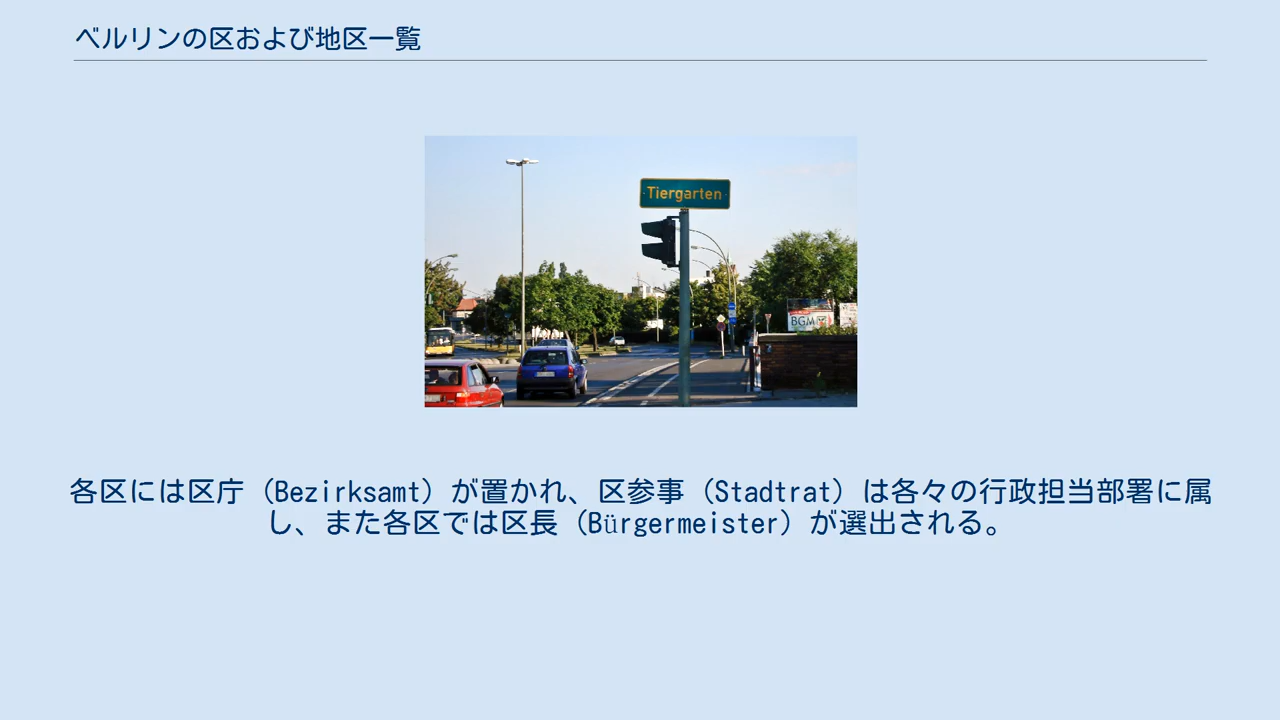 ベルリンの区および地区一覧
Tiergarten
BGM
各区には区庁（Bezirksamt）が置かれ、区参事（Stadtrat）は各々の行政担当部署に属
し、また各区では区長（Bürgermeister）が選出される。